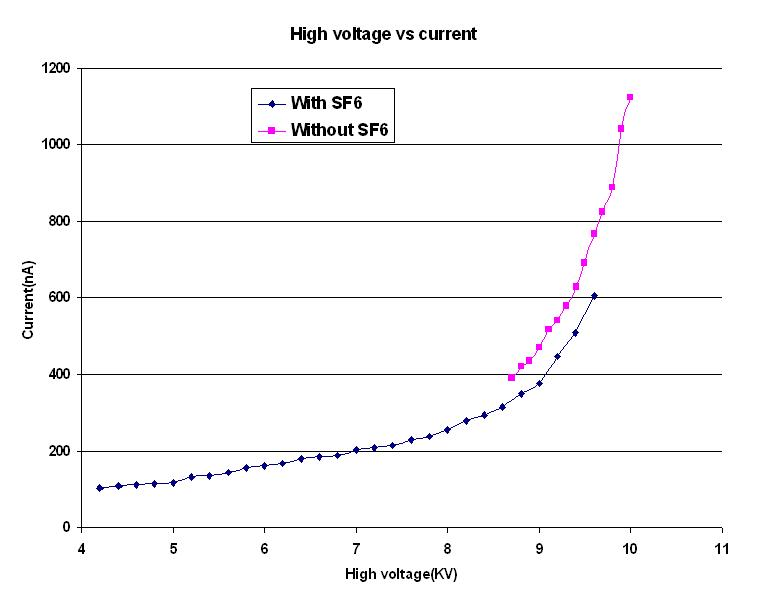 High voltage vs current
1200
1000
800
600
400
200
0
With SF6
Without SF6
Current(nA)
4 5 6 7 8 9 10 11
High voltage(KV)